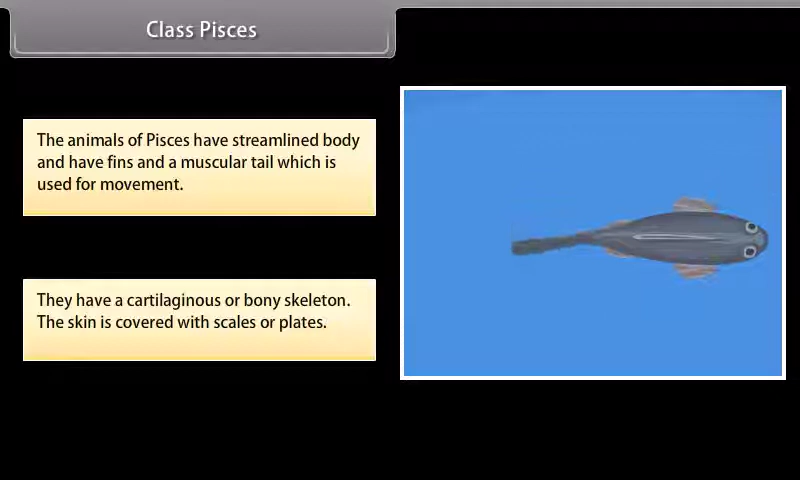 Class Pisces
The animals of Pisces have streamlined body
and have fins and a muscular tail which is
used for movement.
They have a cartilaginous or bony skeleton.
The skin is covered with scales or plates.